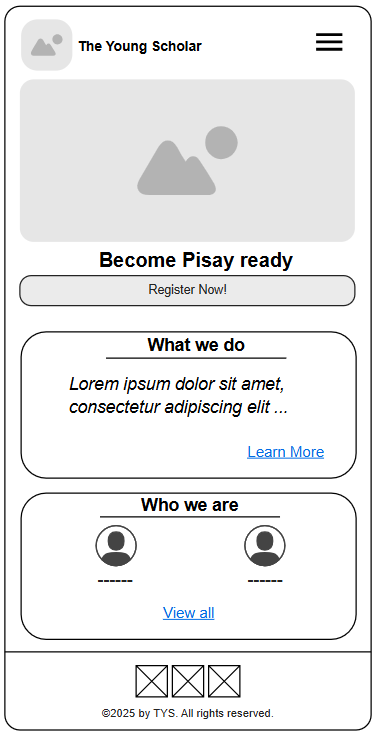 The Young Scholar
Become Pisay ready
Register Now!
What we do
Lorem ipsum dolor sit amet,
consectetur adipiscing elit ...
Learn More
Who we are
------ ------
View all
©2025 by TYS. All rights reserved.